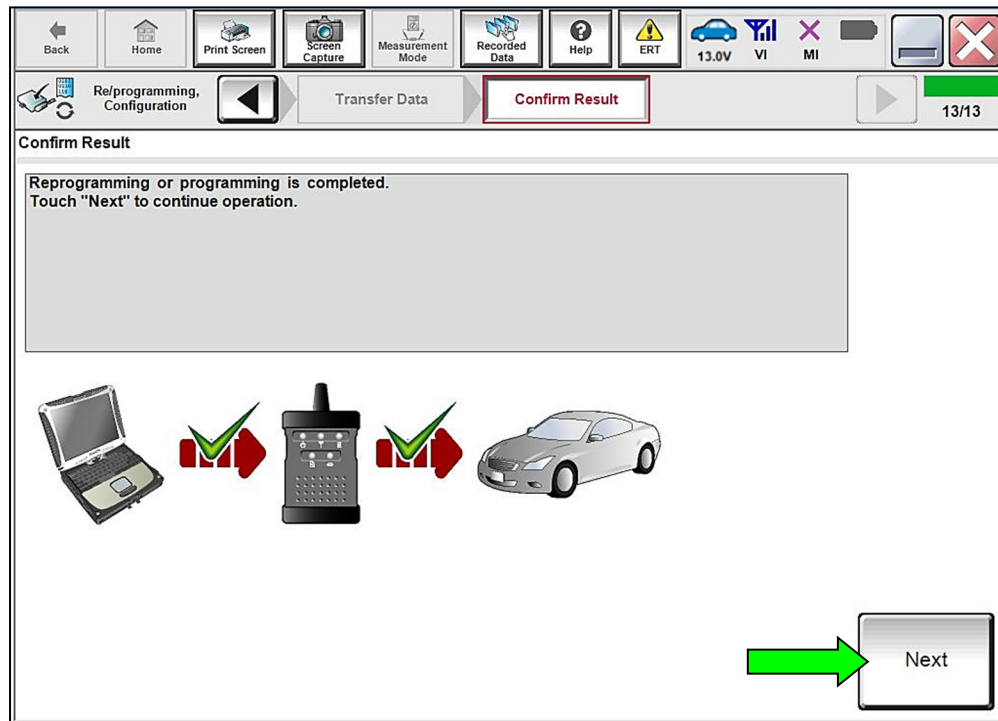 Back
Home
Print Screen
Screen
Capture
Measurement
Mode
Recorded
Data
Help
ERT
13.0V
VI
MI
Re/programming,
Configuration
Transfer Data
Confirm Result
13/13
Confirm Result
Reprogramming or programming is completed.
Touch "Next" to continue operation.
Next